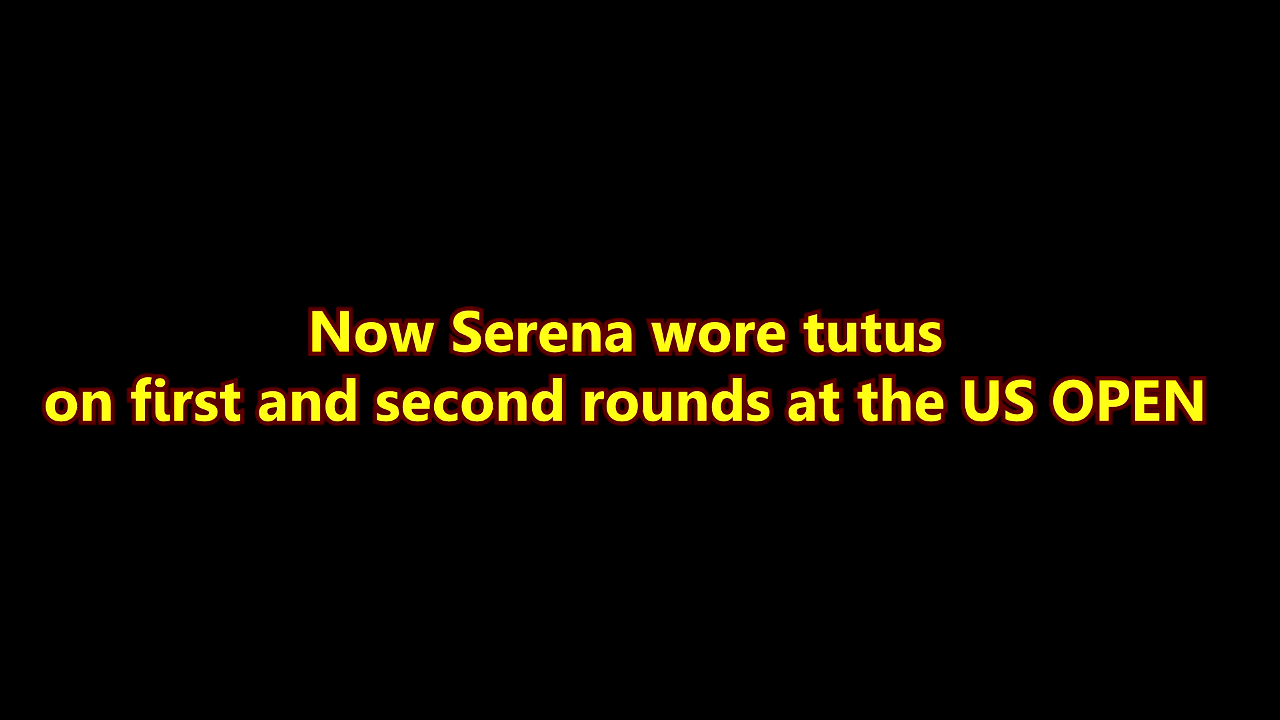 Now Serena wore tutus
on first and second rounds at the US OPEN